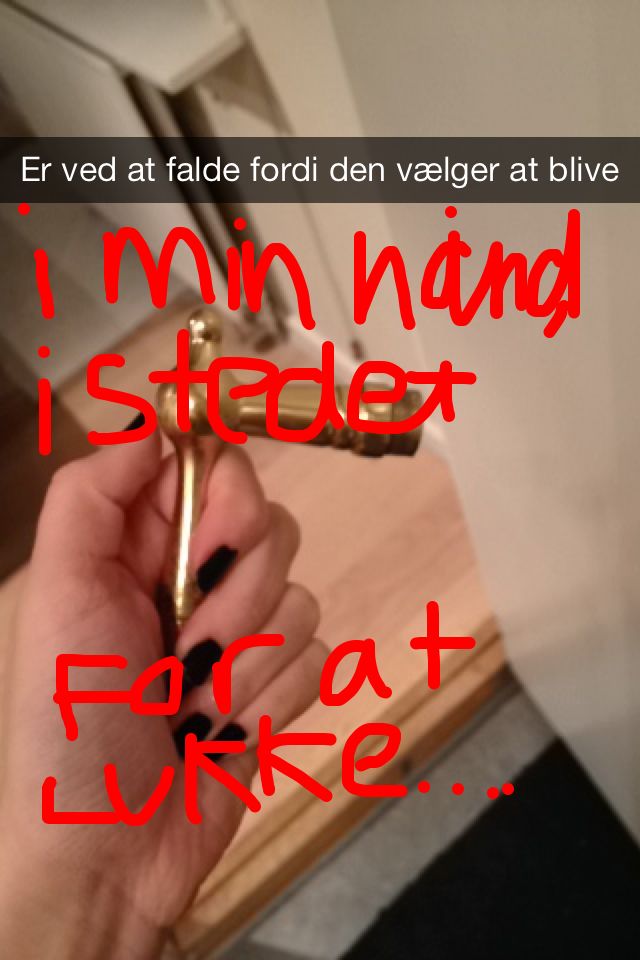 Er ved at falde fordi den vælger at blive
i min hånd
i stedet
For at
Lukke....